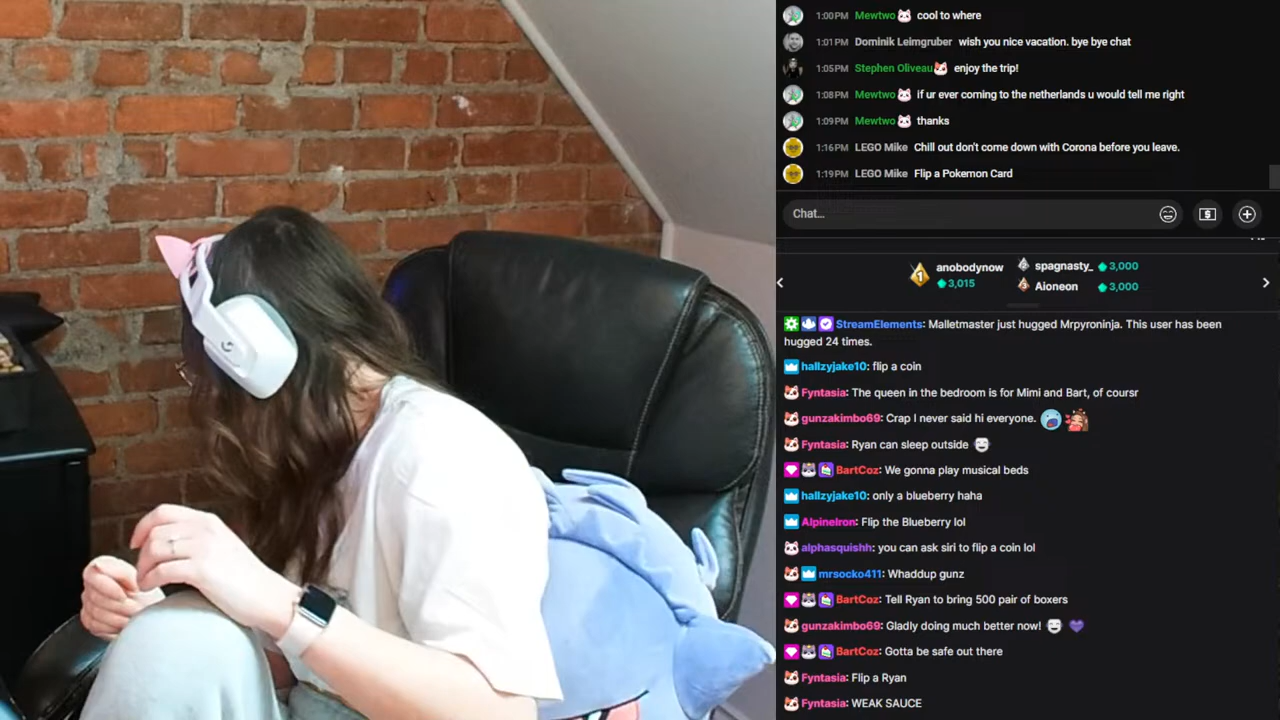 1:00PM Mewtwo cool to where
1:01PM Dominik Leimgruber wish you nice vacation. bye bye chat
1:05PM Stephen Oliveau enjoy the trip!
1:08PM Mewtwo if ur ever coming to the netherlands u would tell me right
1:09PM Mewtwo thanks
1:16PM LEGO Mike Chill out don't come down with Corona before you leave.
1:19PM LEGO Mike Flip a Pokemon Card
Chat...
anobodynow
3,015
spagnasty_ 3,000
Aioneon 3,000
StreamElements: Malletmaster just hugged Mrpyroninja. This user has been
hugged 24 times.
hallzyjake10: flip a coin
Fyntasia: The queen in the bedroom is for Mimi and Bart, of coursr
gunzakimbo69: Crap I never said hi everyone.
Fyntasia: Ryan can sleep outside
BartCoz: We gonna play musical beds
hallzyjake10: only a blueberry haha
AlpineIron: Flip the Blueberry lol
alphasquishh: you can ask siri to flip a coin lol
mrsocko411: Whaddup gunz
BartCoz: Tell Ryan to bring 500 pair of boxers
gunzakimbo69: Gladly doing much better now!
BartCoz: Gotta be safe out there
Fyntasia: Flip a Ryan
Fyntasia: WEAK SAUCE